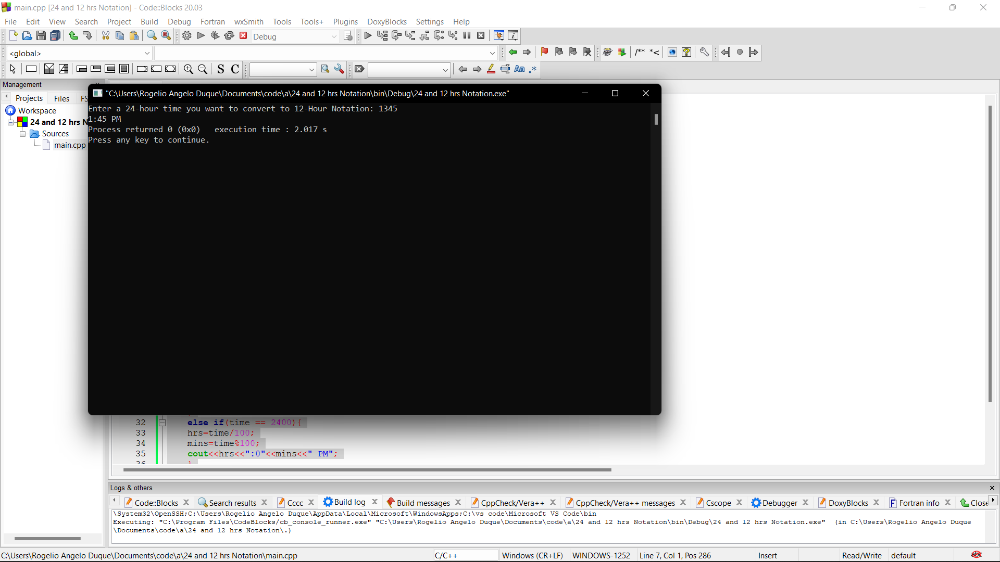 main.cpp [24 and 12 hrs Notation] - Code::Blocks 20.03
File Edit View Search Project Build Debug Fortran wxSmith Tools Tools+ Plugins DoxyBlocks Settings Help
Debug
<global>
/** *<
S C
Aa .*
Management
Projects Files FS
Workspace
24 and 12 hrs N
Sources
main.cpp
"C:\Users\Rogelio Angelo Duque\Documents\code\a\24 and 12 hrs Notation\bin\Debug\24 and 12 hrs Notation.exe"
Enter a 24-hour time you want to convert to 12-Hour Notation: 1345
1:45 PM
Process returned 0 (0x0)   execution time : 2.017 s
Press any key to continue.
32 else if(time == 2400){
33 hrs=time/100;
34 mins=time%100;
35 cout<<hrs<<":0"<<mins<<" PM";
36 }
Logs & others
Code::Blocks Search results Cccc Build log Build messages CppCheck/Vera++ CppCheck/Vera++ messages Cscope Debugger DoxyBlocks Fortran info Close
\System32\OpenSSH;C:\Users\Rogelio Angelo Duque\AppData\Local\Microsoft\WindowsApps;C:\vs code\Microsoft VS Code\bin
Executing: "C:\Program Files\CodeBlocks/cb_console_runner.exe" "C:\Users\Rogelio Angelo Duque\Documents\code\a\24 and 12 hrs Notation\bin\Debug\24 and 12 hrs Notation.exe"  (in C:\Users\Rogelio Angelo Duque
\Documents\code\a\24 and 12 hrs Notation\.)
C:\Users\Rogelio Angelo Duque\Documents\code\a\24 and 12 hrs Notation\main.cpp C/C++ Windows (CR+LF) WINDOWS-1252 Line 7, Col 1, Pos 286 Insert Read/Write default abc